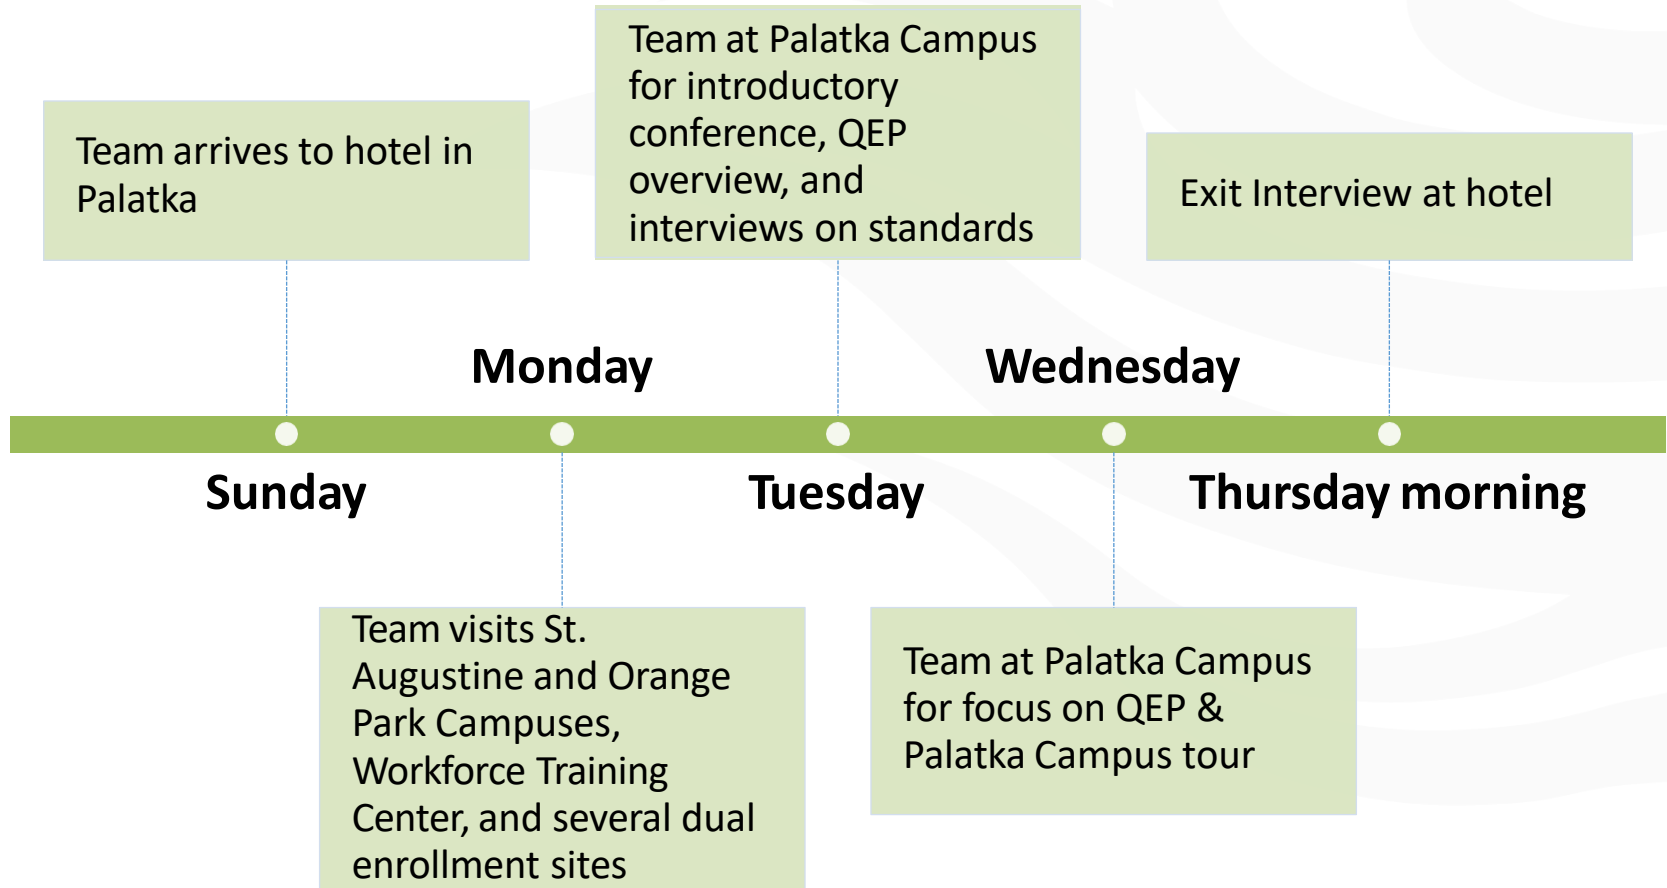 Team arrives to hotel in
Palatka
Team at Palatka Campus
for introductory
conference, QEP
overview, and
interviews on standards
Exit Interview at hotel
Monday
Wednesday
Sunday
Tuesday
Thursday morning
Team visits St.
Augustine and Orange
Park Campuses,
Workforce Training
Center, and several dual
enrollment sites
Team at Palatka Campus
for focus on QEP &
Palatka Campus tour